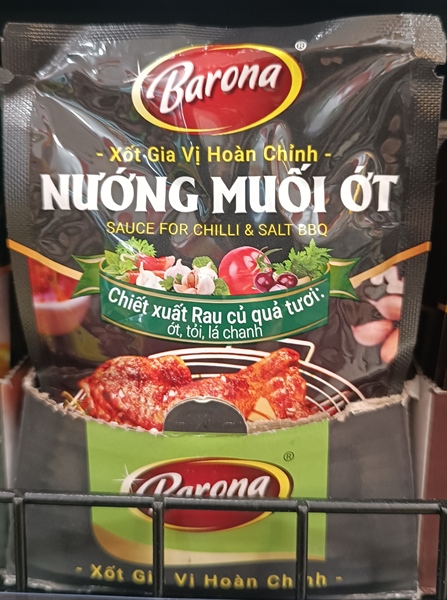 Barona ®
- Xốt Gia Vị Hoàn Chỉnh -
NƯỚNG MUỐI ỚT
SAUCE FOR CHILLI & SALT BBQ
Chiết xuất Rau củ quả tươi:
ớt, tỏi, lá chanh
®
Barona
- Xốt Gia Vị Hoàn Chỉnh -